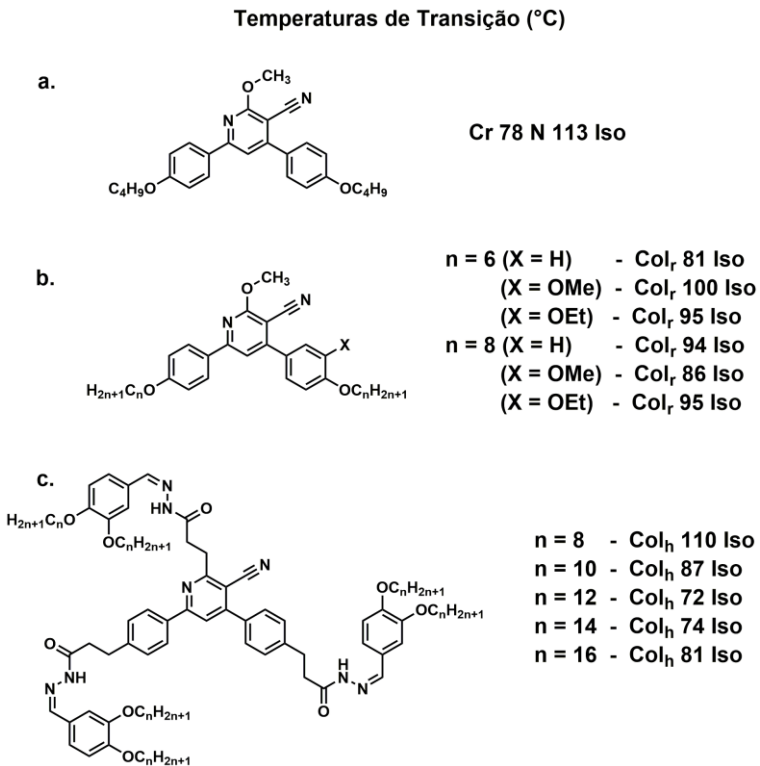 Temperaturas de Transição (°C)
a.
O CH₃
N
N
C₄H₉O
OC₄H₉
Cr 78 N 113 Iso
b.
O CH₃
N
N
X
H₂ₙ₊₁CₙO
OCₙH₂ₙ₊₁
n = 6 (X = H) - Colᵣ 81 Iso
(X = OMe) - Colᵣ 100 Iso
(X = OEt) - Colᵣ 95 Iso
n = 8 (X = H) - Colᵣ 94 Iso
(X = OMe) - Colᵣ 86 Iso
(X = OEt) - Colᵣ 95 Iso
c.
N
HN
O
H₂ₙ₊₁CₙO
OCₙH₂ₙ₊₁
N
N
OCₙH₂ₙ₊₁
OCₙH₂ₙ₊₁
O
N NH
H
N N
O
OCₙH₂ₙ₊₁
OCₙH₂ₙ₊₁
n = 8 - Colₕ 110 Iso
n = 10 - Colₕ 87 Iso
n = 12 - Colₕ 72 Iso
n = 14 - Colₕ 74 Iso
n = 16 - Colₕ 81 Iso